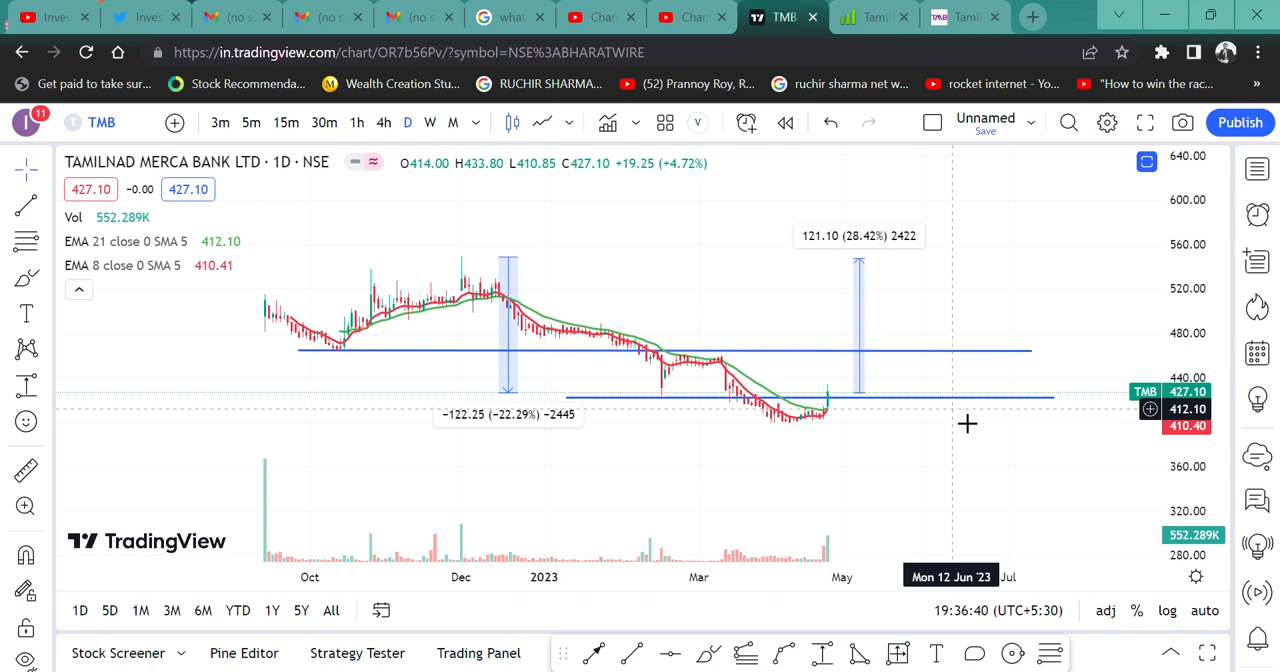 Inves
Inves
(no s
(no s
(no s
what
Chan
Chan
TMB
Tamil
TMB
Tamil
https://in.tradingview.com/chart/OR7b56Pv/?symbol=NSE%3ABHARATWIRE
Get paid to take sur...
Stock Recommenda...
Wealth Creation Stu...
RUCHIR SHARMA...
(52) Prannoy Roy, R...
ruchir sharma net w...
rocket internet - Yo...
"How to win the rac...
»
I
11
T
TMB
3m 5m 15m 30m 1h 4h D W M
V
Unnamed
Save
Publish
TAMILNAD MERCA BANK LTD · 1D · NSE
O414.00 H433.80 L410.85 C427.10 +19.25 (+4.72%)
427.10 -0.00 427.10
Vol 552.289K
EMA 21 close 0 SMA 5 412.10
EMA 8 close 0 SMA 5 410.41
121.10 (28.42%) 2422
−122.25 (−22.29%) −2445
640.00
600.00
560.00
520.00
480.00
440.00
TMB 427.10
412.10
410.40
360.00
320.00
552.289K
280.00
TradingView
Oct Dec 2023 Mar May Mon 12 Jun '23 Jul
1D 5D 1M 3M 6M YTD 1Y 5Y All
19:36:40 (UTC+5:30)
adj % log auto
Stock Screener Pine Editor Strategy Tester Trading Panel
T